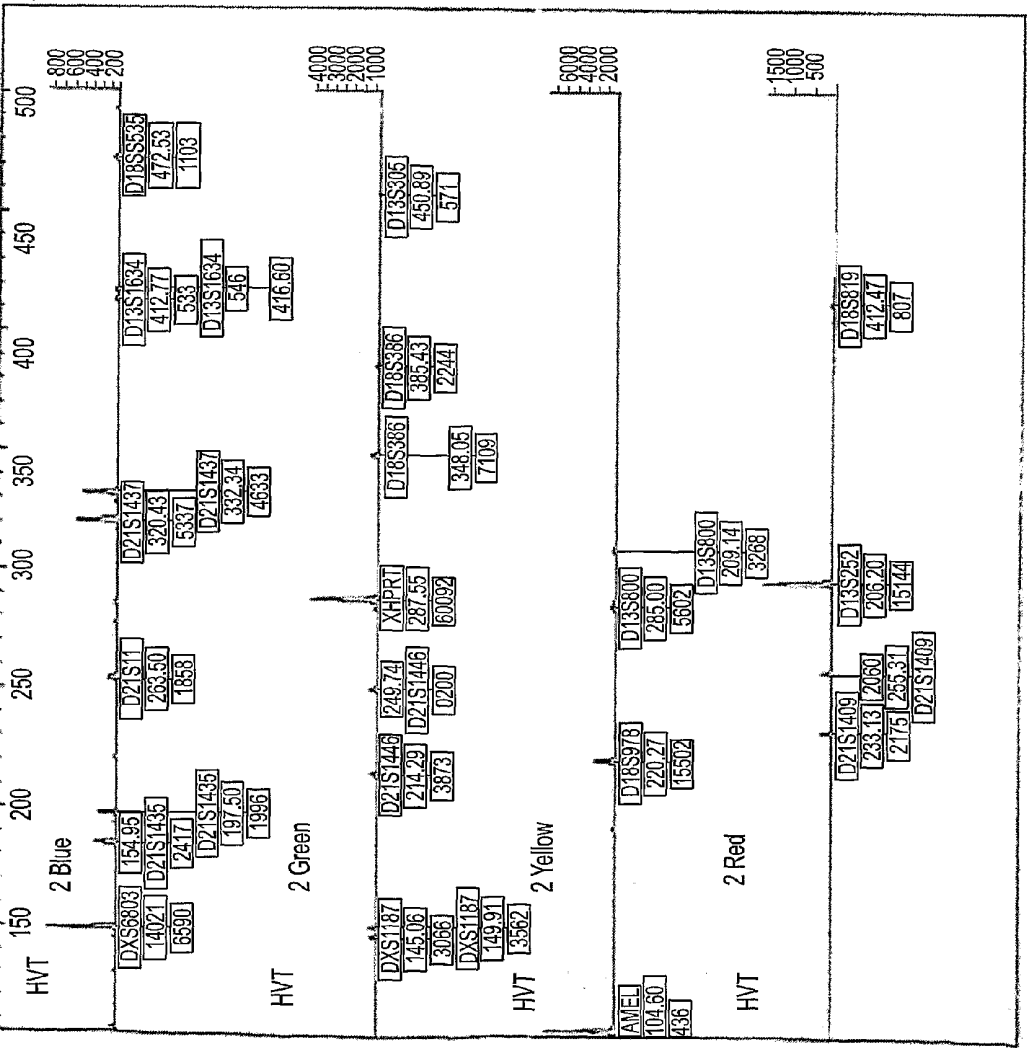 150 200 250 300 350 400 450 500
HVT
2 Blue
800
600
400
200
DXS6803
14021
6590
154.95
D21S1435
2417
D21S1435
197.50
1996
D21S11
263.50
1858
D21S1437
320.43
5337
D21S1437
332.34
4633
D13S1634
412.77
533
D13S1634
546
416.60
D18SS535
472.53
1103
HVT
2 Green
4000
3000
2000
1000
DXS1187
145.06
3066
DXS1187
149.91
3562
D21S1446
214.29
3873
249.74
D21S1446
0200
XHPRT
287.55
60092
D18S386
348.05
7109
D18S386
385.43
2244
D13S305
450.89
571
HVT
2 Yellow
6000
4000
2000
AMEL
104.60
436
D18S978
220.27
15502
D13S800
285.00
5602
D13S800
209.14
3268
HVT
2 Red
1500
1000
500
D21S1409
233.13
2175
2060
255.31
D21S1409
D13S252
206.20
15144
D18S819
412.47
807